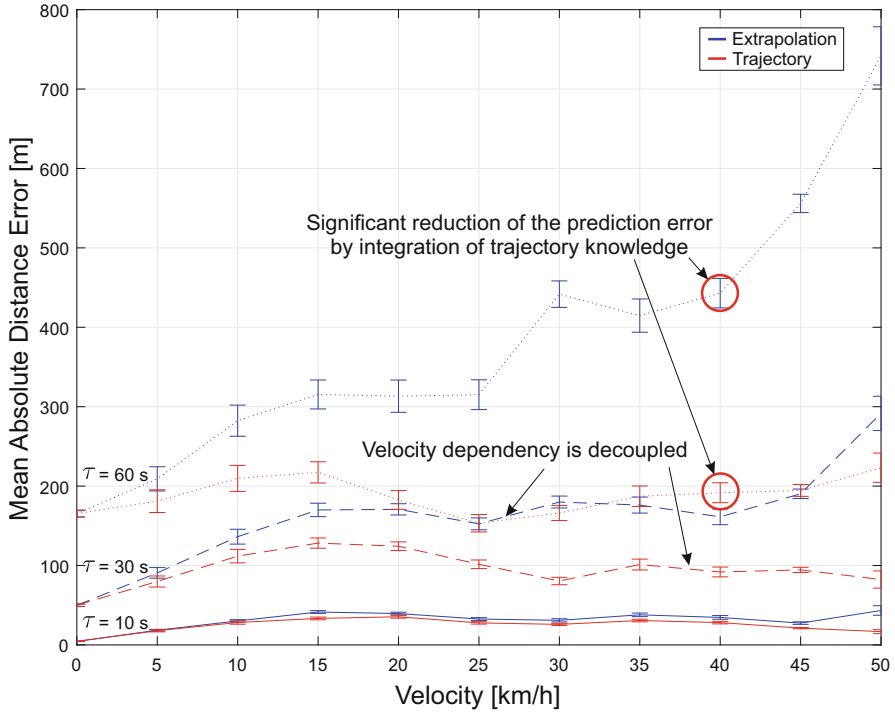 800
700
600
500
400
300
200
100
0
Mean Absolute Distance Error [m]
Extrapolation
Trajectory
Significant reduction of the prediction error
by integration of trajectory knowledge
Velocity dependency is decoupled
τ = 60 s
τ = 30 s
τ = 10 s
0 5 10 15 20 25 30 35 40 45 50
Velocity [km/h]